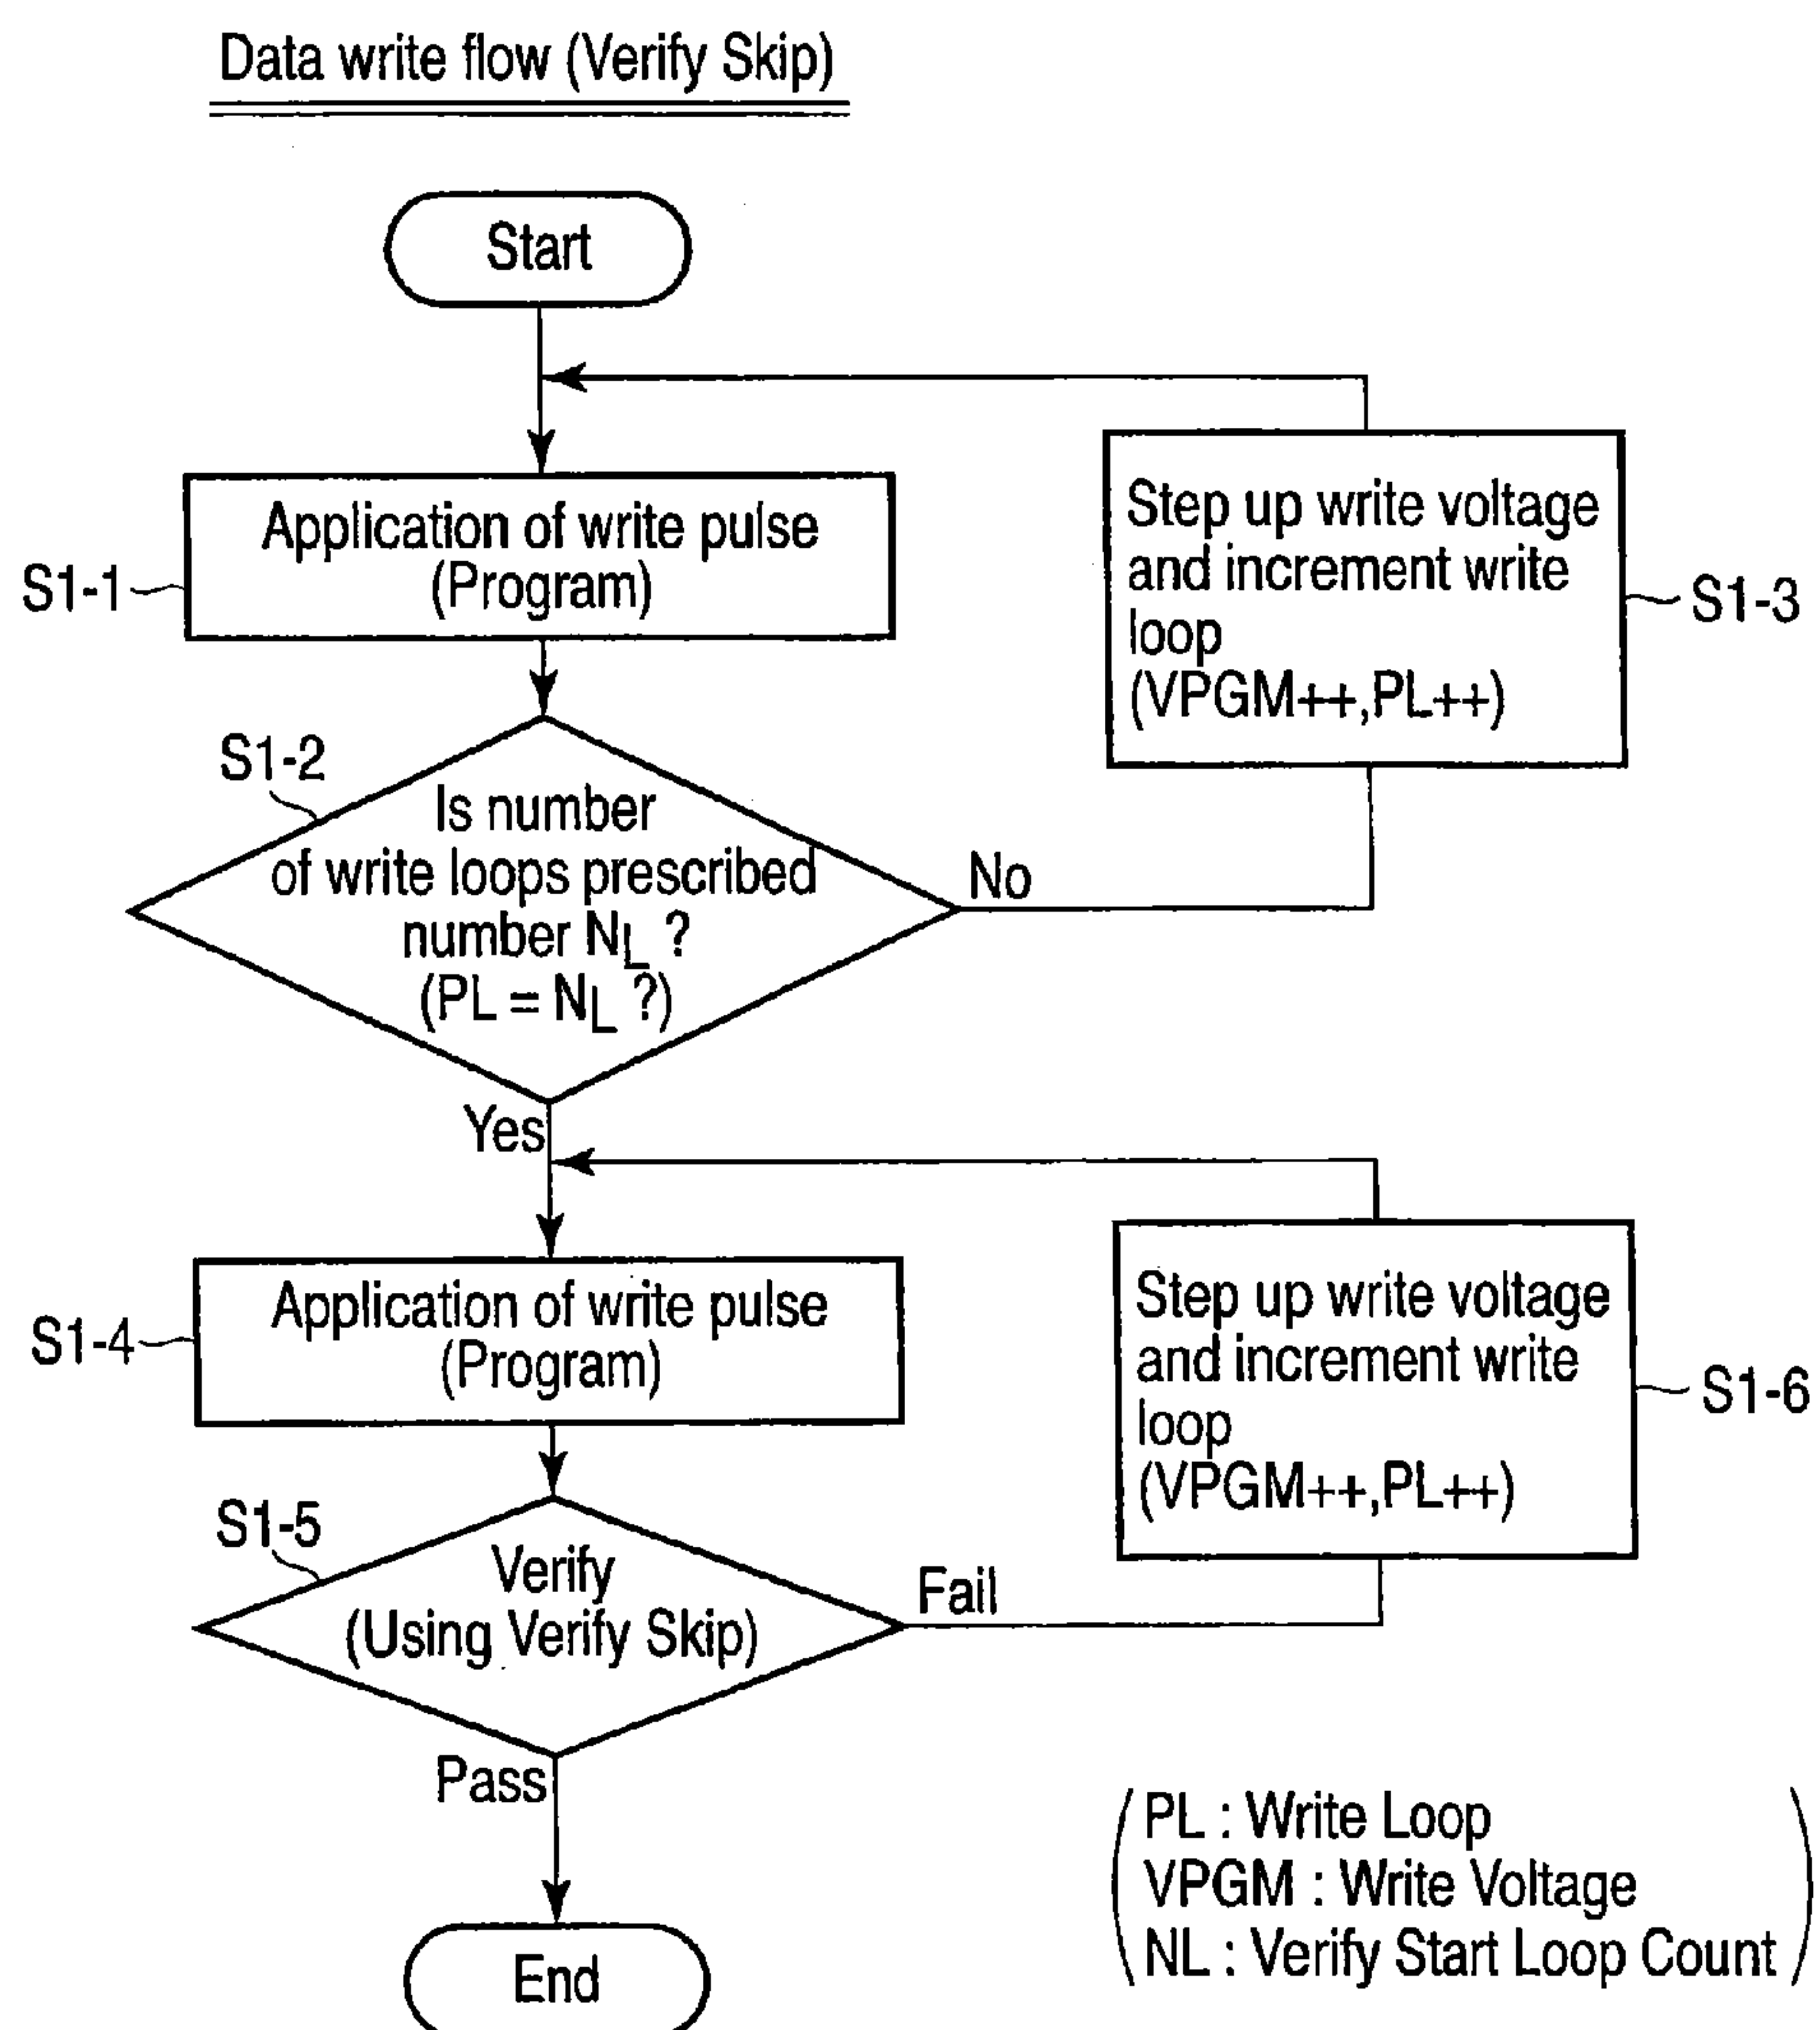 Data write flow (Verify Skip)
Start
Application of write pulse
(Program)
S1-1
Step up write voltage
and increment write
loop
(VPGM++,PL++)
S1-3
S1-2
Is number
of write loops prescribed
number NL ?
(PL = NL ?)
No
Yes
Application of write pulse
(Program)
S1-4
Step up write voltage
and increment write
loop
(VPGM++,PL++)
S1-6
S1-5
Verify
(Using Verify Skip)
Fail
Pass
End
PL : Write Loop
VPGM : Write Voltage
NL : Verify Start Loop Count